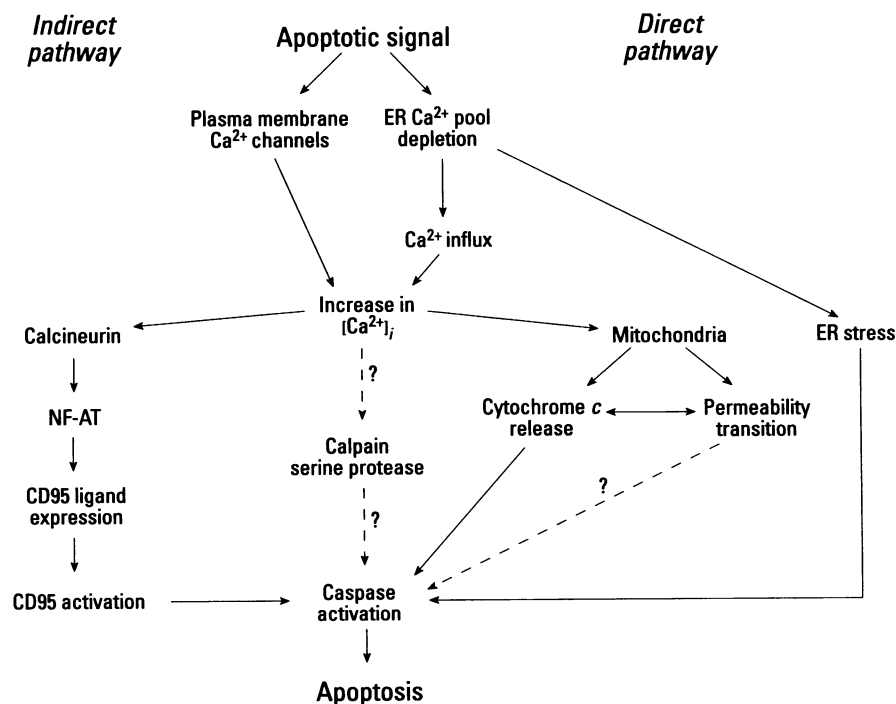 Indirect
pathway
Apoptotic signal
Direct
pathway
Plasma membrane
Ca²⁺ channels
ER Ca²⁺ pool
depletion
Ca²⁺ influx
Increase in
[Ca²⁺]ᵢ
Calcineurin
Mitochondria
ER stress
?
NF-AT
Cytochrome c
release
Permeability
transition
Calpain
serine protease
?
CD95 ligand
expression
?
CD95 activation
Caspase
activation
Apoptosis